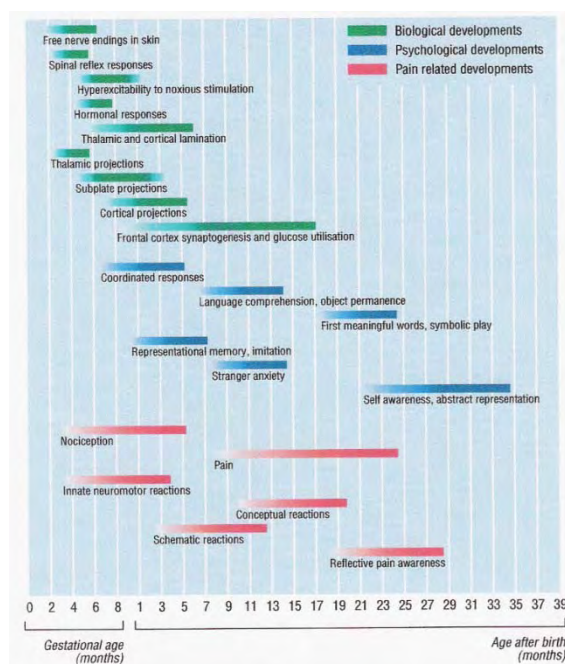 Biological developments
Psychological developments
Pain related developments
Free nerve endings in skin
Spinal reflex responses
Hyperexcitability to noxious stimulation
Hormonal responses
Thalamic and cortical lamination
Thalamic projections
Subplate projections
Cortical projections
Frontal cortex synaptogenesis and glucose utilisation
Coordinated responses
Language comprehension, object permanence
First meaningful words, symbolic play
Representational memory, imitation
Stranger anxiety
Self awareness, abstract representation
Nociception
Pain
Innate neuromotor reactions
Conceptual reactions
Schematic reactions
Reflective pain awareness
0 2 4 6 8 1 3 5 7 9 11 13 15 17 19 21 23 25 27 29 31 33 35 37 39
Gestational age
(months)
Age after birth
(months)